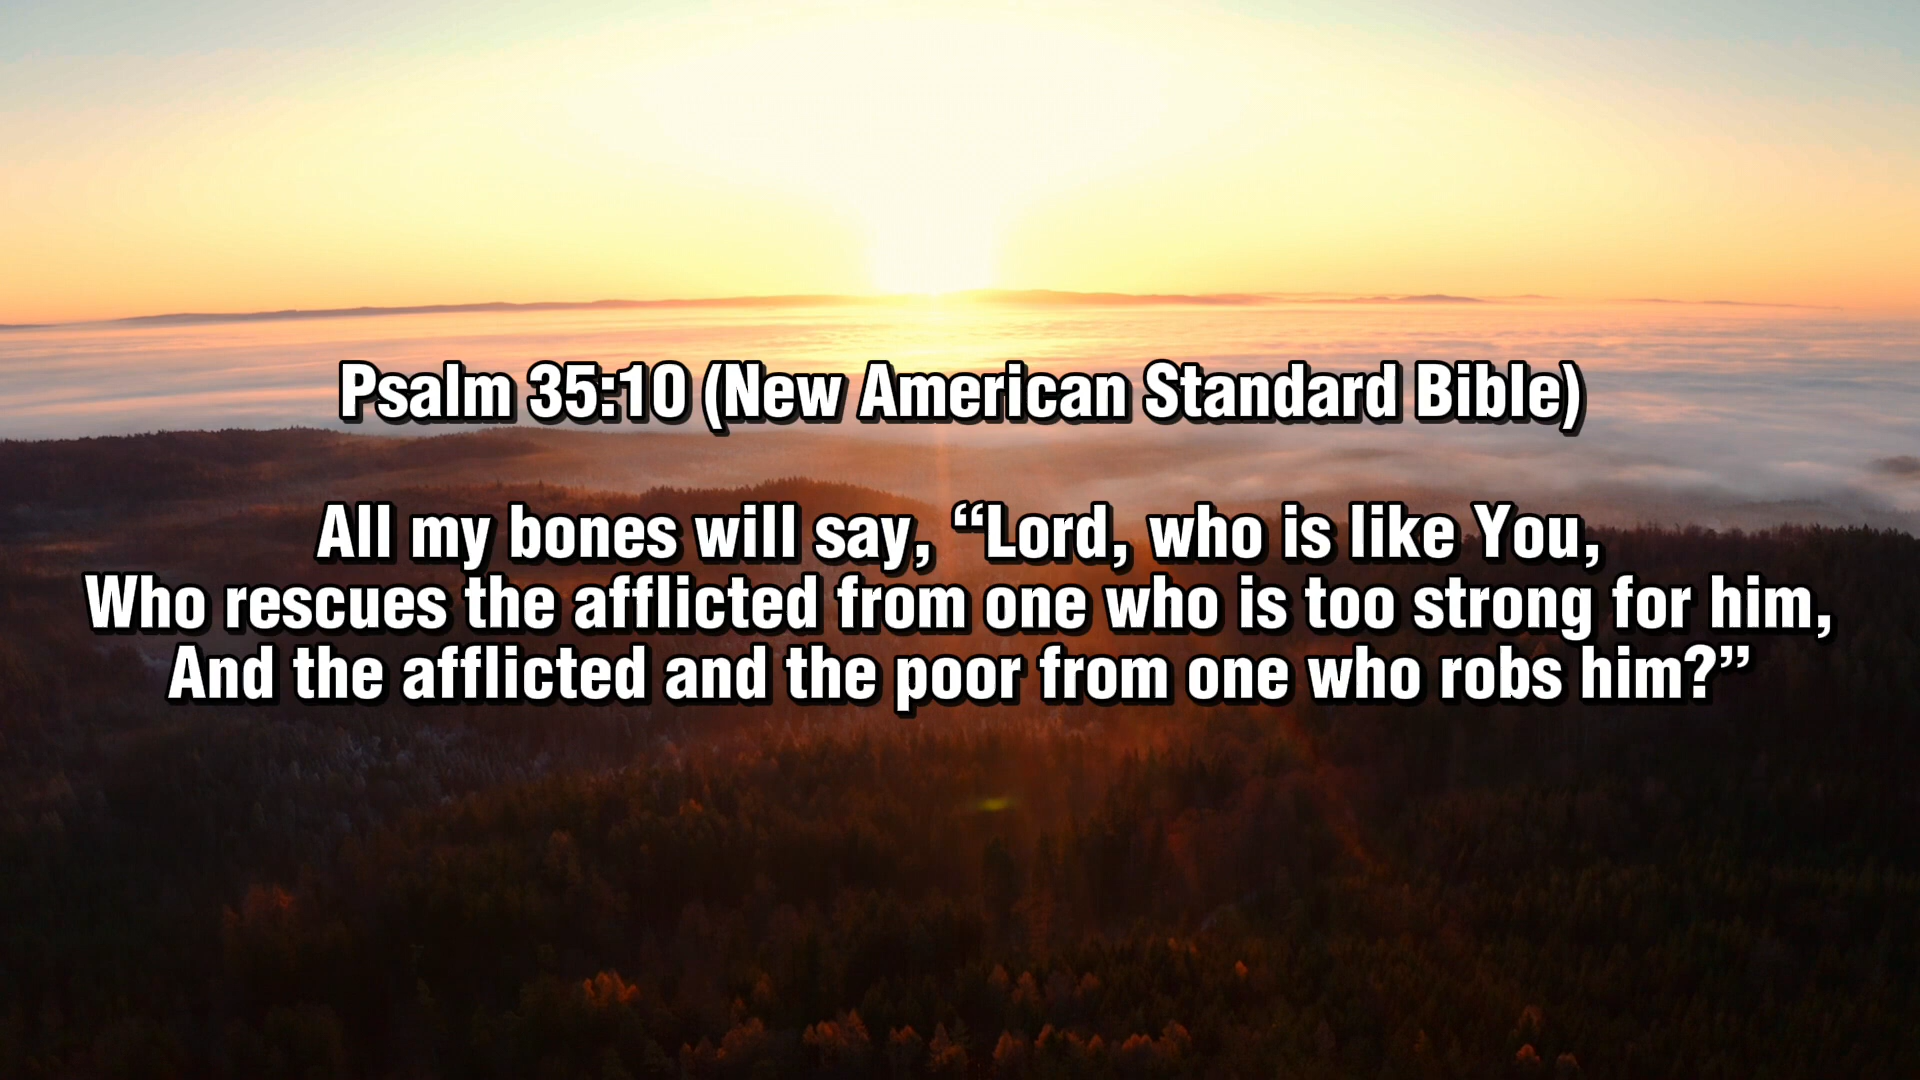 Psalm 35:10 (New American Standard Bible)
All my bones will say, “Lord, who is like You,
Who rescues the afflicted from one who is too strong for him,
And the afflicted and the poor from one who robs him?”